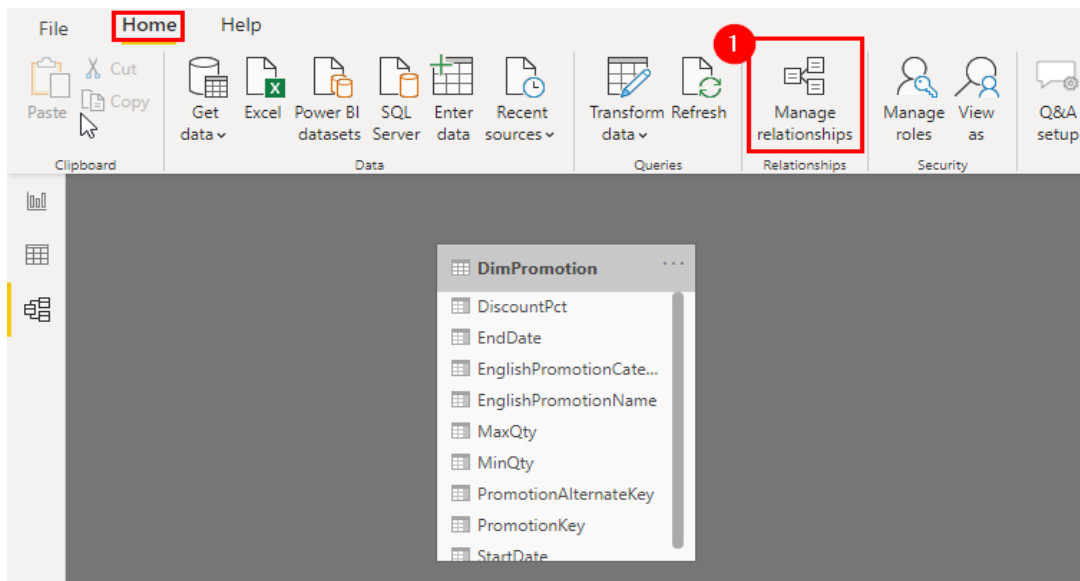 File Home Help
1
Cut
Copy
Paste
Get data
Excel
Power BI datasets
SQL Server
Enter data
Recent sources
Transform data
Refresh
Manage relationships
Manage roles
View as
Q&A setup
Clipboard
Data
Queries
Relationships
Security
DimPromotion
DiscountPct
EndDate
EnglishPromotionCate...
EnglishPromotionName
MaxQty
MinQty
PromotionAlternateKey
PromotionKey
StartDate